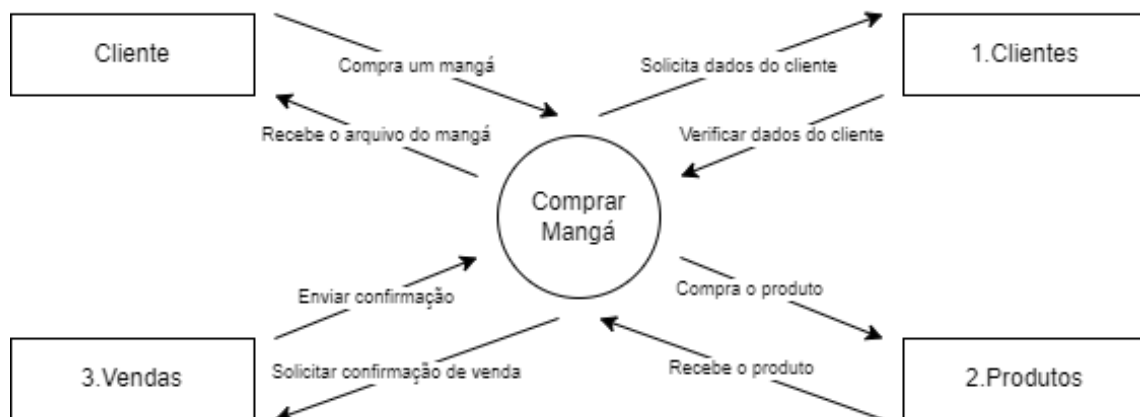 Cliente
1.Clientes
Compra um mangá
Solicita dados do cliente
Recebe o arquivo do mangá
Verificar dados do cliente
Comprar
Mangá
Enviar confirmação
Compra o produto
3.Vendas
Solicitar confirmação de venda
Recebe o produto
2.Produtos